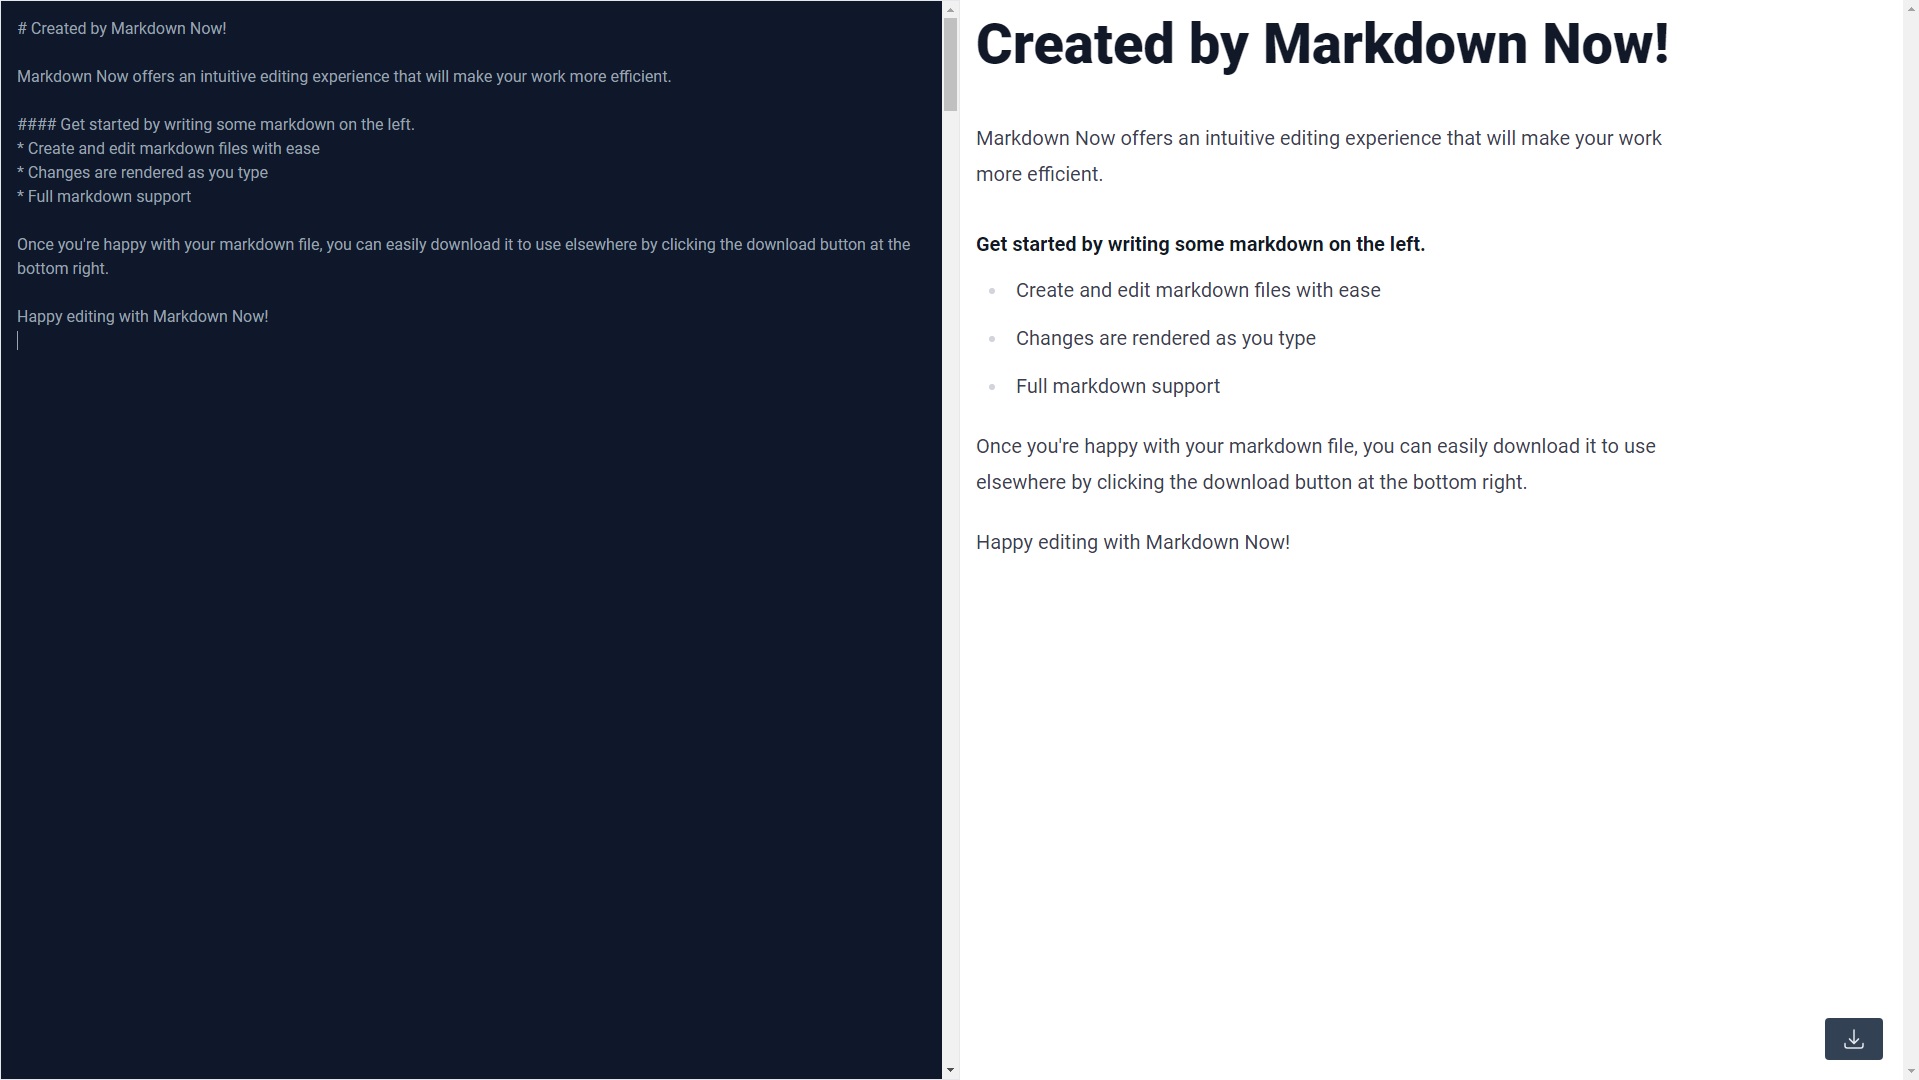 # Created by Markdown Now!
Markdown Now offers an intuitive editing experience that will make your work more efficient.
#### Get started by writing some markdown on the left.
* Create and edit markdown files with ease
* Changes are rendered as you type
* Full markdown support
Once you're happy with your markdown file, you can easily download it to use elsewhere by clicking the download button at the
bottom right.
Happy editing with Markdown Now!
Created by Markdown Now!
Markdown Now offers an intuitive editing experience that will make your work
more efficient.
Get started by writing some markdown on the left.
Create and edit markdown files with ease
Changes are rendered as you type
Full markdown support
Once you're happy with your markdown file, you can easily download it to use
elsewhere by clicking the download button at the bottom right.
Happy editing with Markdown Now!